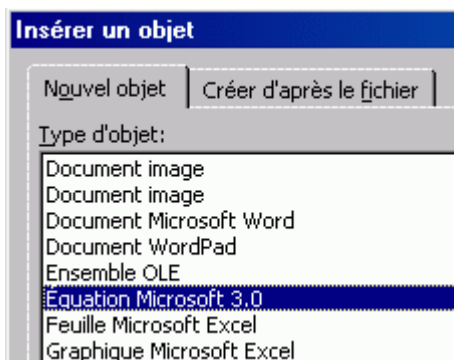 Insérer un objet
Nouvel objet Créer d'après le fichier
Type d'objet:
Document image
Document image
Document Microsoft Word
Document WordPad
Ensemble OLE
Équation Microsoft 3.0
Feuille Microsoft Excel
Graphique Microsoft Excel